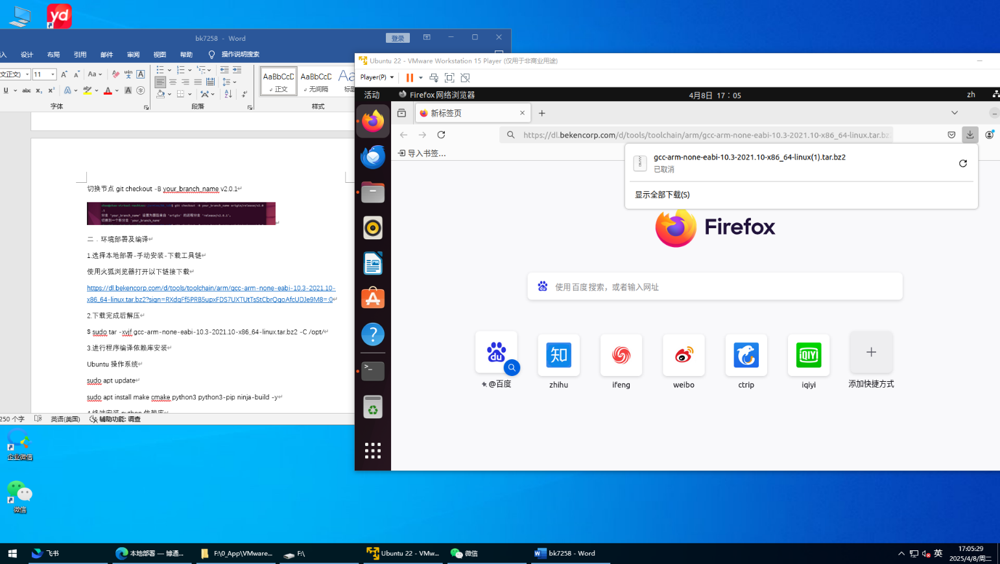 yd
bk7258 - Word
登录
设计 布局 引用 邮件 审阅 视图 帮助 操作说明搜索
11
AaBbCcD AaBbCcD
正文 无间隔 标题
字体
段落
样式
切换节点 git checkout -B your_branch_name v2.0.1
二．环境部署及编译
1.选择本地部署-手动安装-下载工具链
使用火狐浏览器打开以下链接下载
https://dl.bekencorp.com/d/tools/toolchain/arm/gcc-arm-none-eabi-10.3-2021.10-
x86_64-linux.tar.bz2?sign=RXdqFf5PRB5upxFDS7UXTUtTsStCbrQqoAfcUDJe9M8=:0
2.下载完成后解压
$ sudo tar -xvjf gcc-arm-none-eabi-10.3-2021.10-x86_64-linux.tar.bz2 -C /opt/
3.进行程序编译依赖库安装
Ubuntu 操作系统
sudo apt update
sudo apt install make cmake python3 python3-pip ninja-build -y
4.终端安装 python 依赖库
250 个字 英语(美国) 辅助功能: 调查
Ubuntu 22 - VMware Workstation 15 Player (仅用于非商业用途)
Player(P)
活动 Firefox 网络浏览器 4月8日 17：05 zh
新标签页
https://dl.bekencorp.com/d/tools/toolchain/arm/gcc-arm-none-eabi-10.3-2021.10-x86_64-linux.tar.bz
导入书签…
gcc-arm-none-eabi-10.3-2021.10-x86_64-linux(1).tar.bz2
已取消
显示全部下载(S)
Firefox
使用百度搜索，或者输入网址
@百度 zhihu ifeng weibo ctrip iqiyi 添加快捷方式
企业微信
微信
飞书 本地部署 — 博通... F:\0_App\VMware... F:\ Ubuntu 22 - VMw... 微信 bk7258 - Word
英
17:05:29
2025/4/8/周二